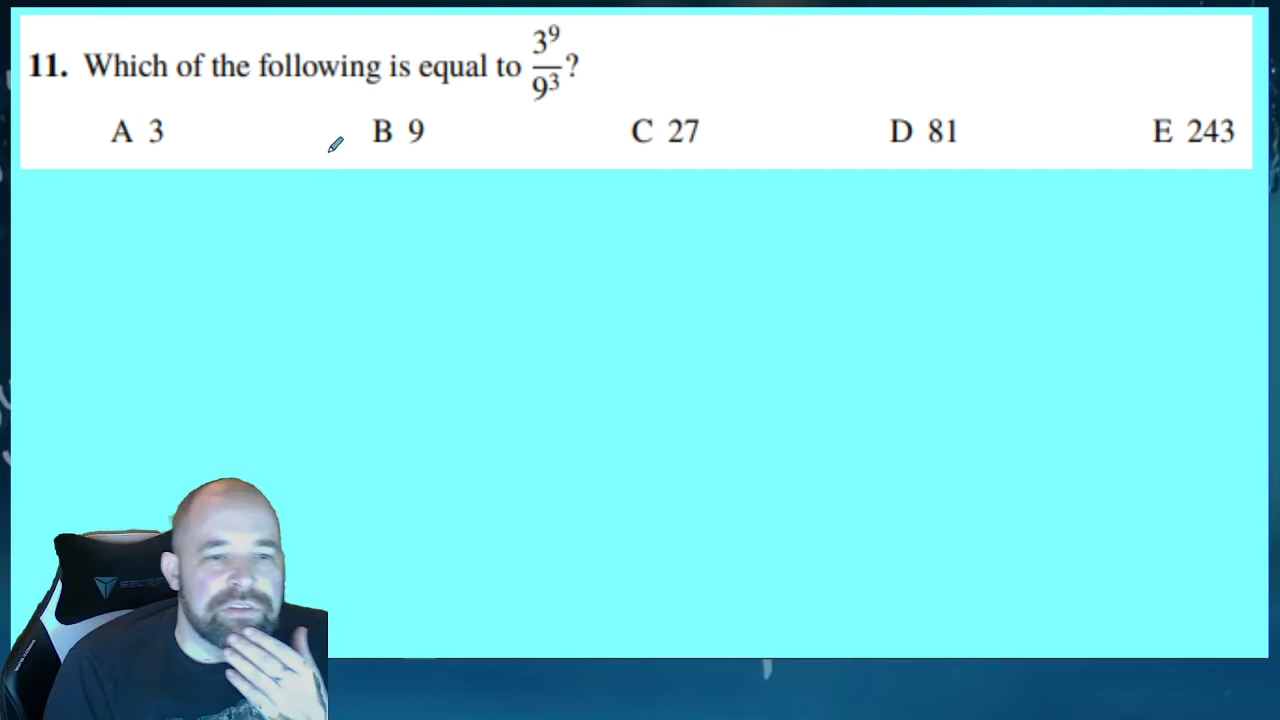 11. Which of the following is equal to 3⁹/9³?
A 3 B 9 C 27 D 81 E 243